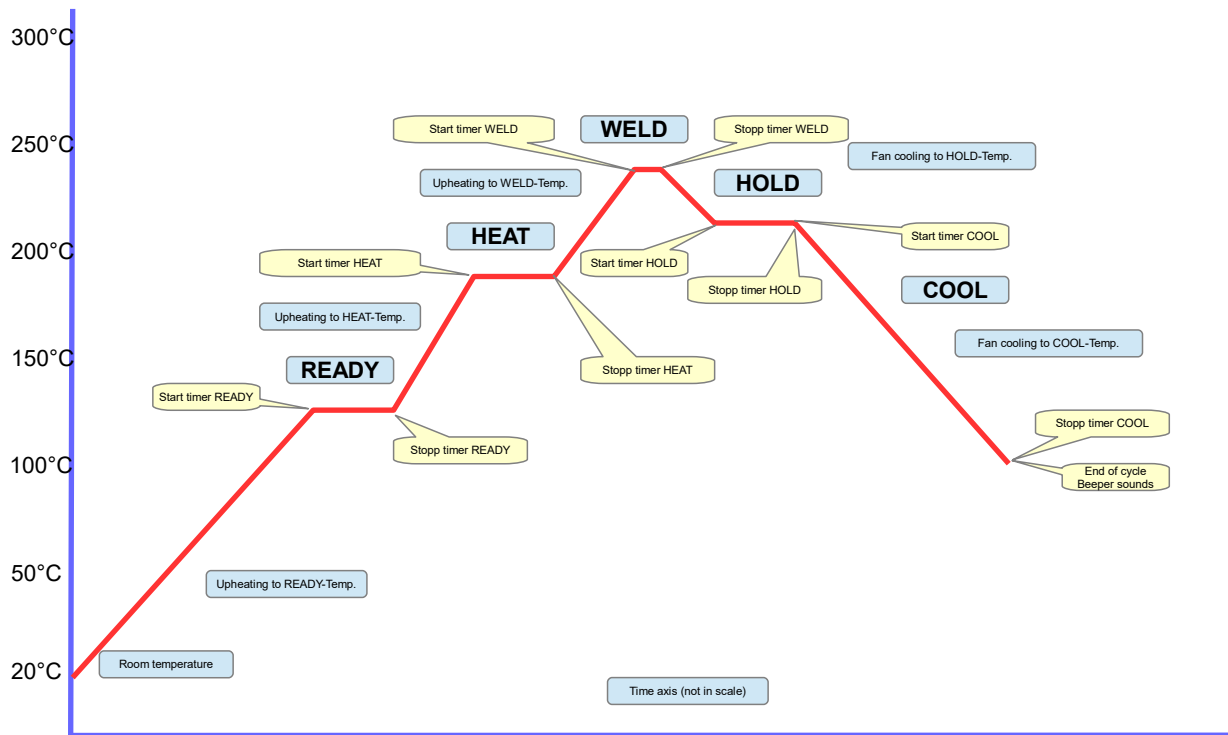 300°C
WELD
Start timer WELD
Stopp timer WELD
250°C
Fan cooling to HOLD-Temp.
Upheating to WELD-Temp.
HOLD
HEAT
Start timer COOL
200°C
Start timer HEAT
Start timer HOLD
Stopp timer HOLD
COOL
Upheating to HEAT-Temp.
Fan cooling to COOL-Temp.
150°C
READY
Stopp timer HEAT
Start timer READY
Stopp timer COOL
Stopp timer READY
100°C
End of cycle
Beeper sounds
50°C
Upheating to READY-Temp.
Room temperature
20°C
Time axis (not in scale)